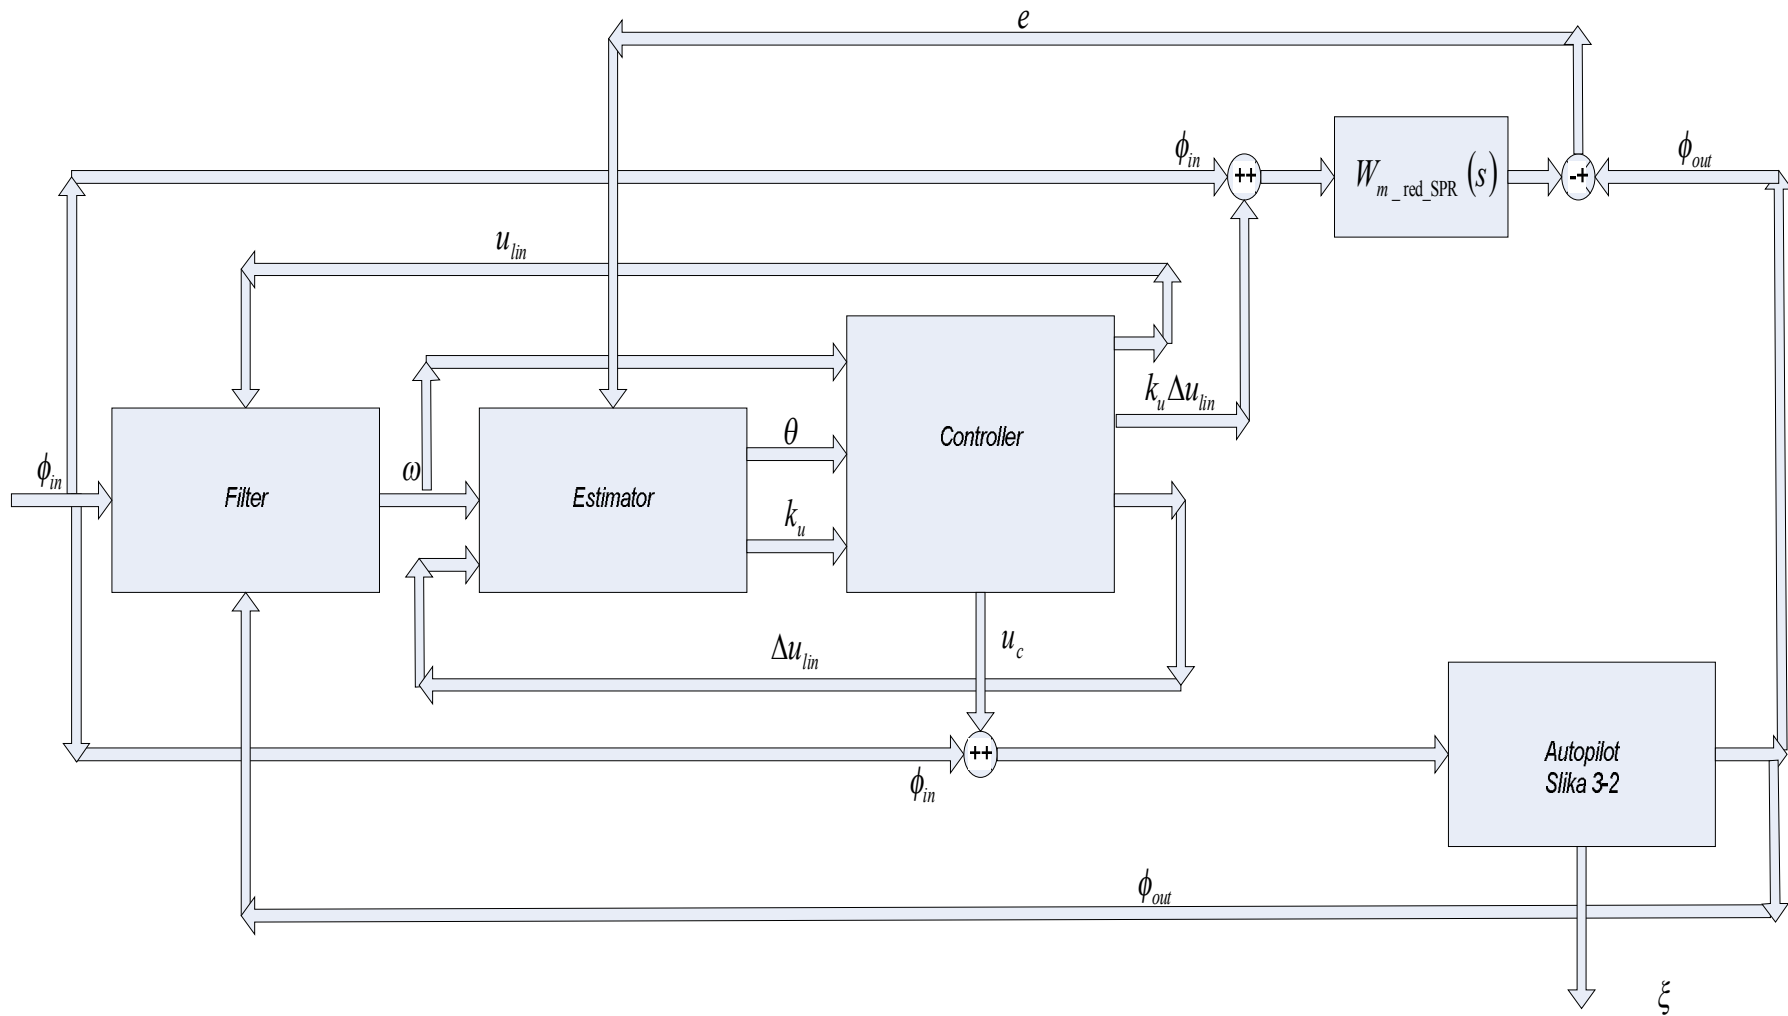 e
ϕin
ϕout
++
Wm_red_SPR (s)
-+
ulin
kuΔulin
θ
Controller
ϕin
ω
Filter
Estimator
ku
Δulin
uc
++
ϕin
Autopilot
Slika 3-2
ϕout
ξ